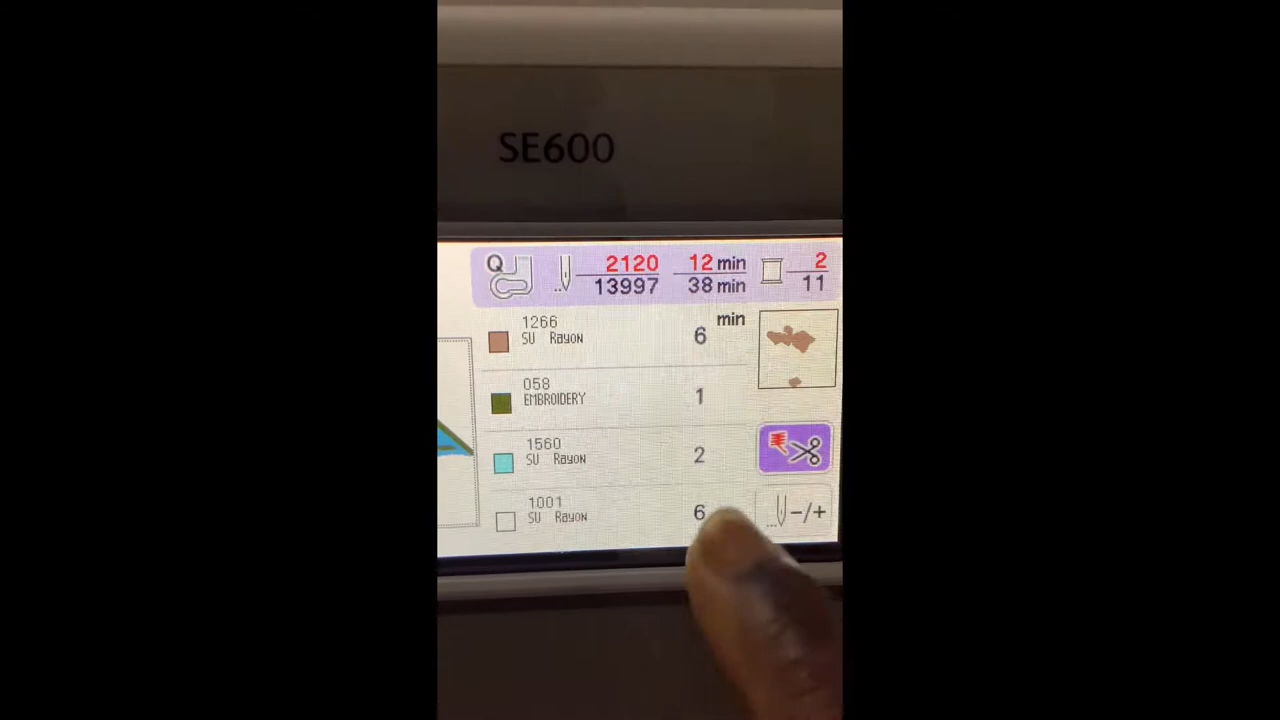 SE600
Q 2120 12 min 2
13997 38 min 11
min
1266
SU Rayon 6
058
EMBROIDERY 1
1560
SU Rayon 2
1001
SU Rayon 6
-/+